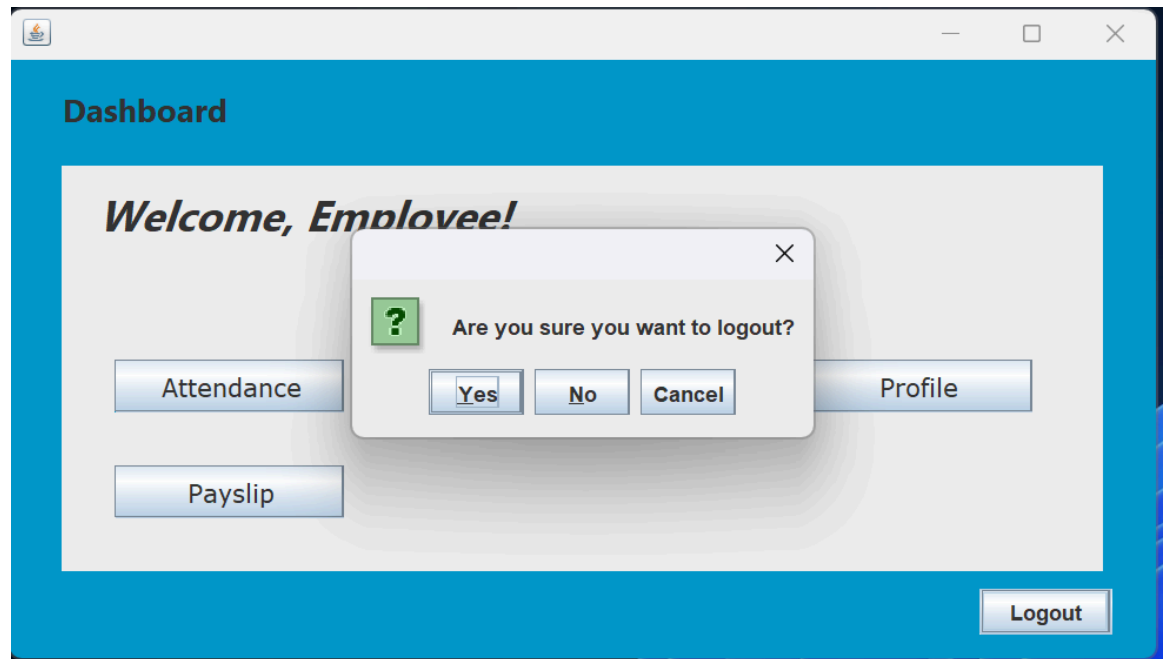 Dashboard
Welcome, Employee!
Are you sure you want to logout?
Attendance
Yes
No
Cancel
Profile
Payslip
Logout